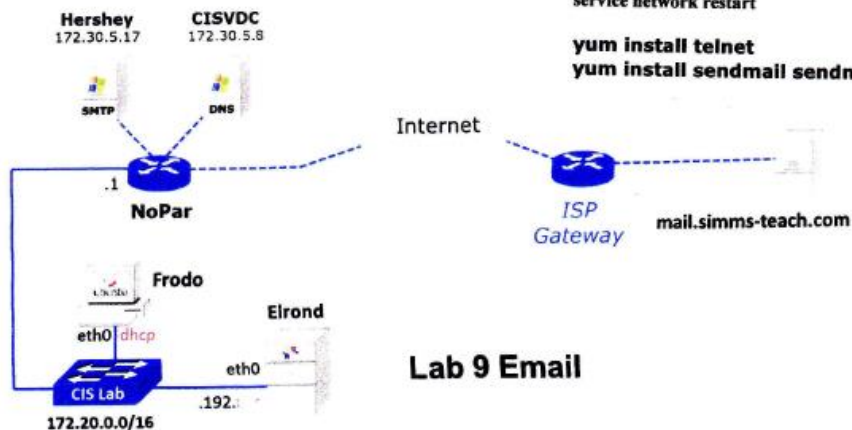 service network restart
yum install telnet
yum install sendmail
Hershey
172.30.5.17
CISVDC
172.30.5.8
SMTP
DNS
Internet
.1
NoPar
ISP
Gateway
mail.simms-teach.com
Frodo
eth0 dhcp
Elrond
eth0
CIS Lab
.192.
172.20.0.0/16
Lab 9 Email